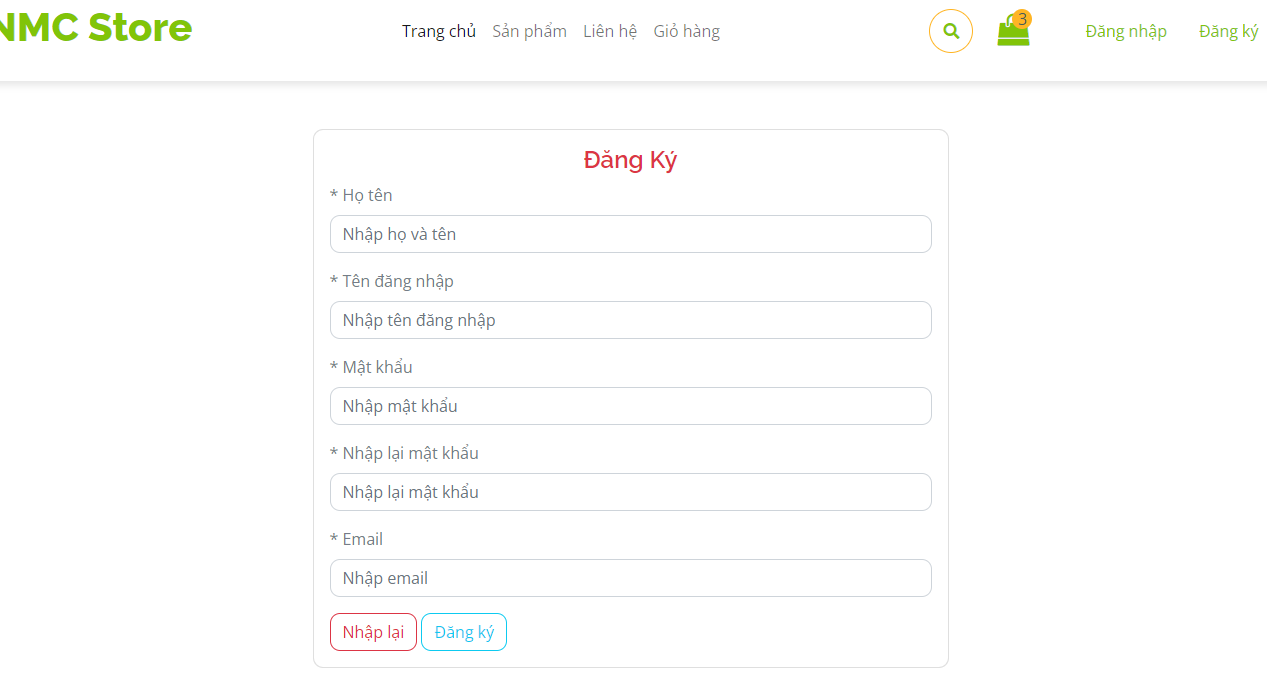 NMC Store
Trang chủ Sản phẩm Liên hệ Giỏ hàng 3 Đăng nhập Đăng ký
Đăng Ký
* Họ tên
Nhập họ và tên
* Tên đăng nhập
Nhập tên đăng nhập
* Mật khẩu
Nhập mật khẩu
* Nhập lại mật khẩu
Nhập lại mật khẩu
* Email
Nhập email
Nhập lại Đăng ký